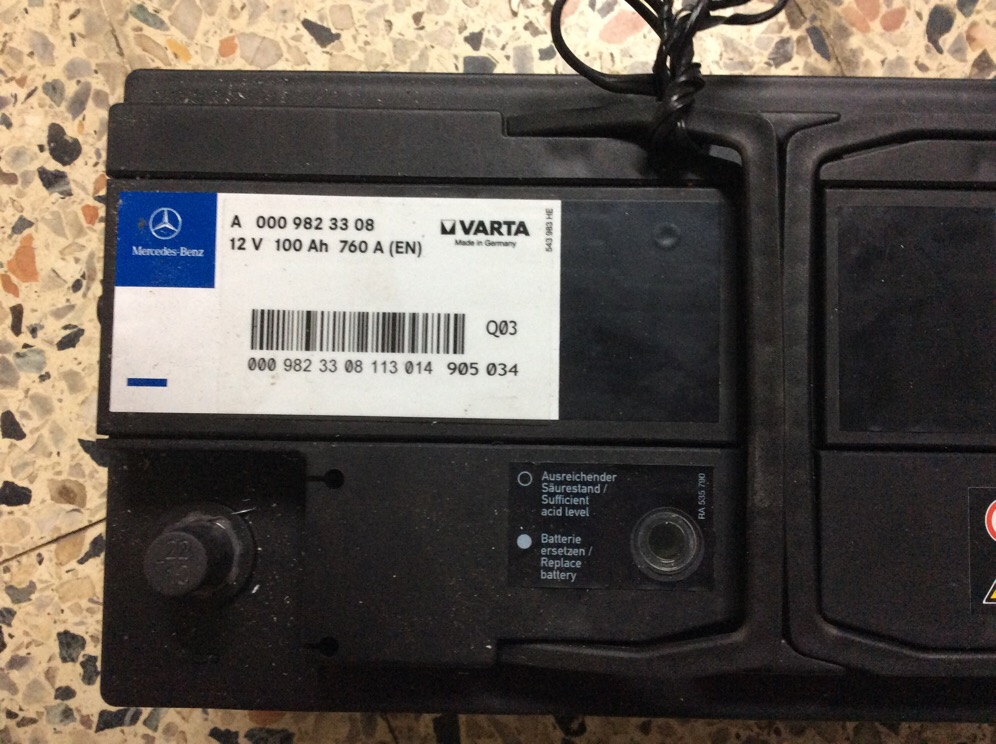 Mercedes-Benz
A 000 982 33 08
12 V 100 Ah 760 A (EN)
VARTA
Made in Germany
543 983 HE
Q03
000 982 33 08 113 014 905 034
Ausreichender
Säurestand /
Sufficient
acid level
Batterie
ersetzen /
Replace
battery
RA 535 790